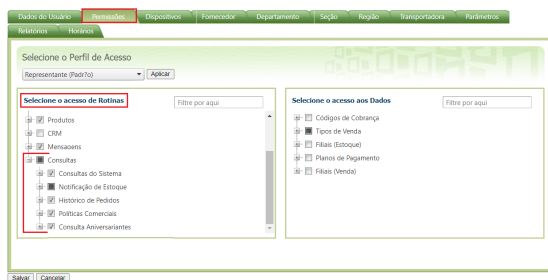 Dados do Usuário Permissões Dispositivos Fornecedor Departamento Seção Região Transportadora Parâmetros
Relatórios Horários
Selecione o Perfil de Acesso
Representante (Padr?o) Aplicar
Selecione o acesso de Rotinas Filtre por aqui
Produtos
CRM
Mensagens
Consultas
Consultas do Sistema
Notificação de Estoque
Histórico de Pedidos
Políticas Comerciais
Consulta Aniversariantes
Selecione o acesso aos Dados Filtre por aqui
Códigos de Cobrança
Tipos de Venda
Filiais (Estoque)
Planos de Pagamento
Filiais (Venda)
Salvar Cancelar